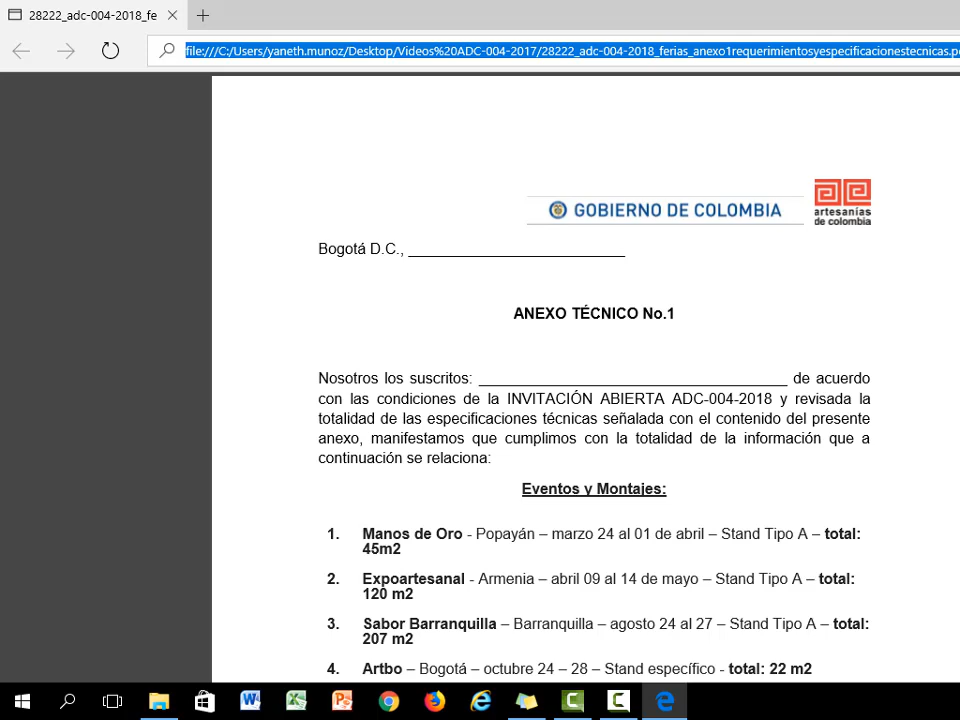 28222_adc-004-2018_fe
file:///C:/Users/yaneth.munoz/Desktop/Videos%20ADC-004-2017/28222_adc-004-2018_ferias_anexo1requerimientosyespecificacionestecnicas.p
GOBIERNO DE COLOMBIA
artesanías
de colombia
Bogotá D.C., __________________________
ANEXO TÉCNICO No.1
Nosotros los suscritos: _____________________________________ de acuerdo
con las condiciones de la INVITACIÓN ABIERTA ADC-004-2018 y revisada la
totalidad de las especificaciones técnicas señalada con el contenido del presente
anexo, manifestamos que cumplimos con la totalidad de la información que a
continuación se relaciona:
Eventos y Montajes:
1. Manos de Oro - Popayán – marzo 24 al 01 de abril – Stand Tipo A – total:
45m2
2. Expoartesanal - Armenia – abril 09 al 14 de mayo – Stand Tipo A – total:
120 m2
3. Sabor Barranquilla – Barranquilla – agosto 24 al 27 – Stand Tipo A – total:
207 m2
4. Artbo – Bogotá – octubre 24 – 28 – Stand específico - total: 22 m2